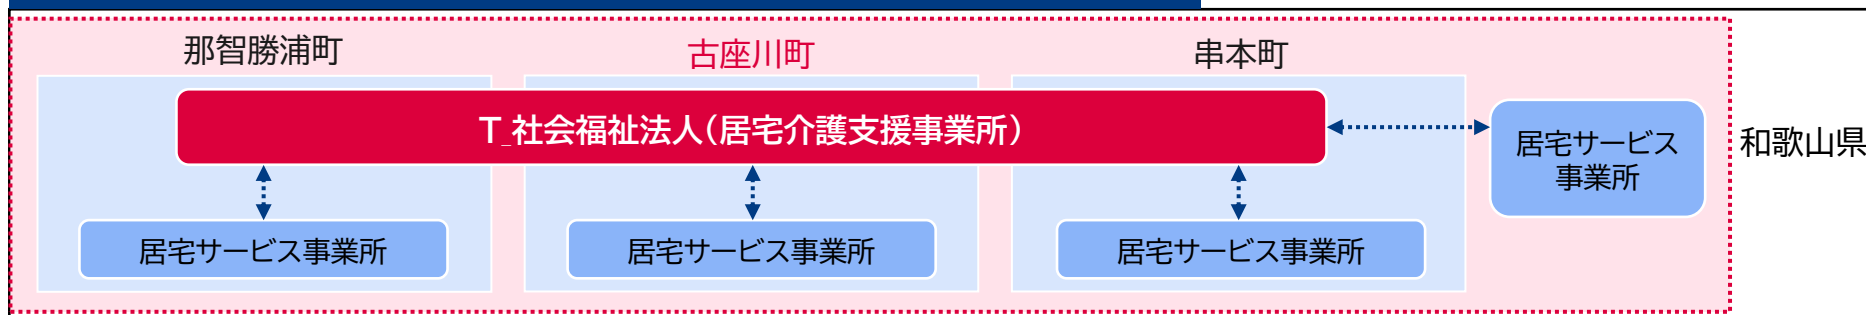 那智勝浦町
古座川町
串本町
T_社会福祉法人(居宅介護支援事業所)
居宅サービス
事業所
和歌山県
居宅サービス事業所
居宅サービス事業所
居宅サービス事業所